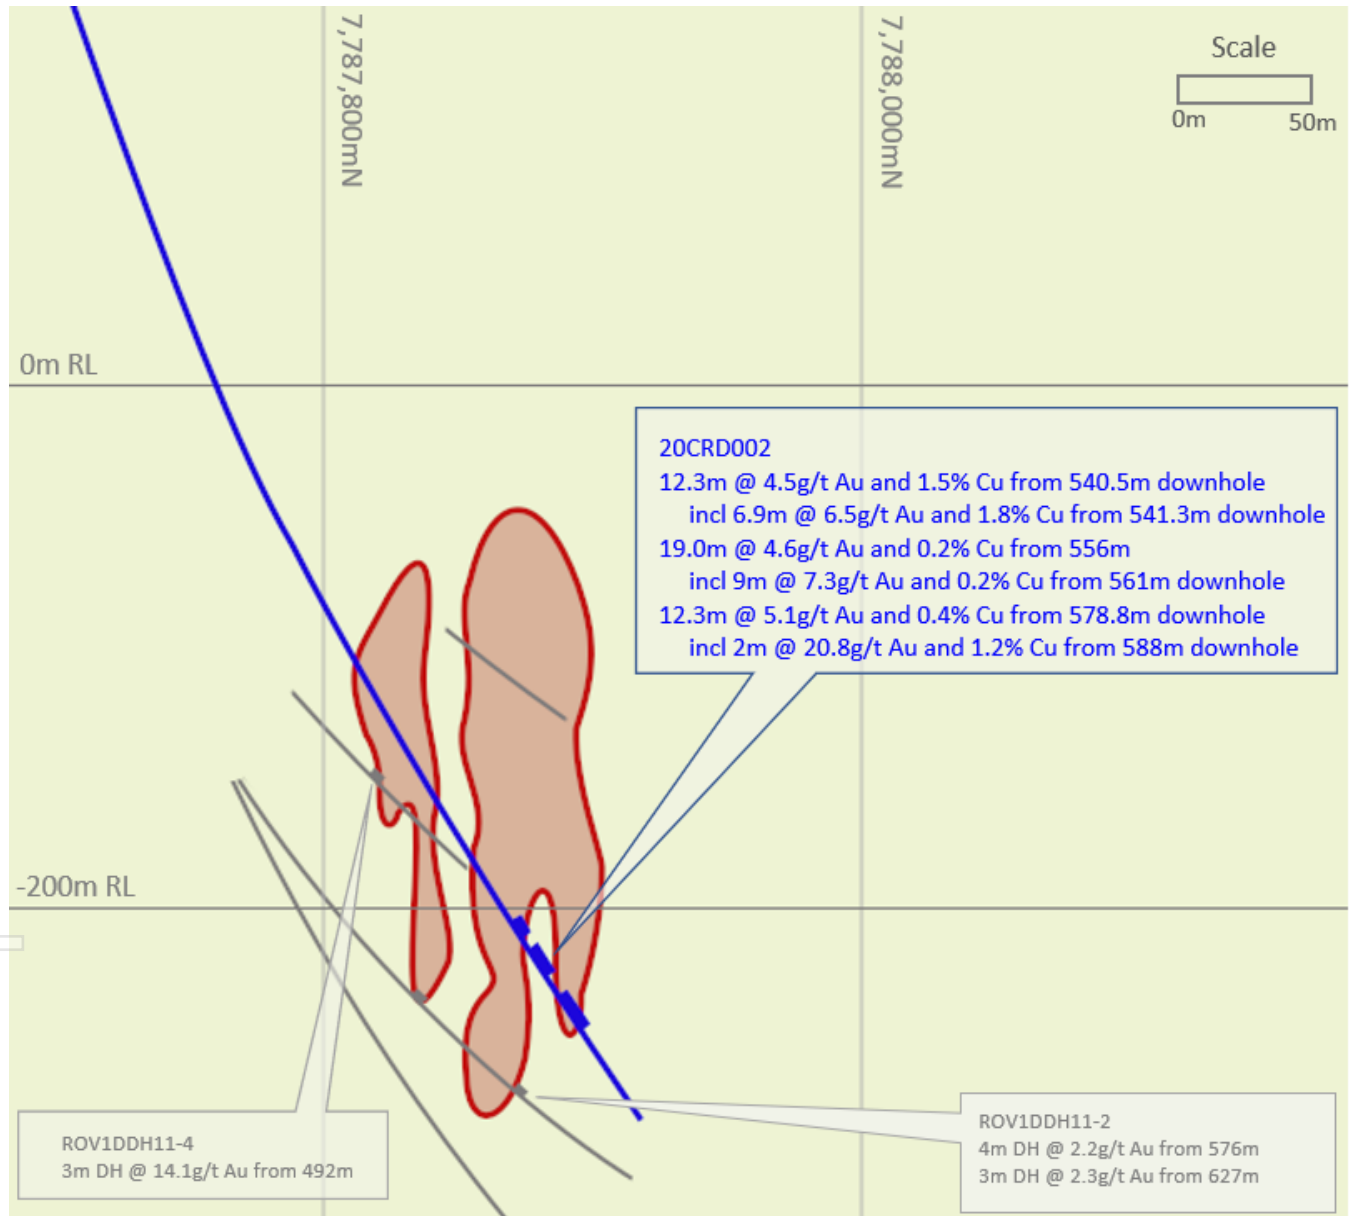 7,787,800mN
7,788,000mN
Scale
0m 50m
0m RL
20CRD002
12.3m @ 4.5g/t Au and 1.5% Cu from 540.5m downhole
incl 6.9m @ 6.5g/t Au and 1.8% Cu from 541.3m downhole
19.0m @ 4.6g/t Au and 0.2% Cu from 556m
incl 9m @ 7.3g/t Au and 0.2% Cu from 561m downhole
12.3m @ 5.1g/t Au and 0.4% Cu from 578.8m downhole
incl 2m @ 20.8g/t Au and 1.2% Cu from 588m downhole
-200m RL
ROV1DDH11-4
3m DH @ 14.1g/t Au from 492m
ROV1DDH11-2
4m DH @ 2.2g/t Au from 576m
3m DH @ 2.3g/t Au from 627m